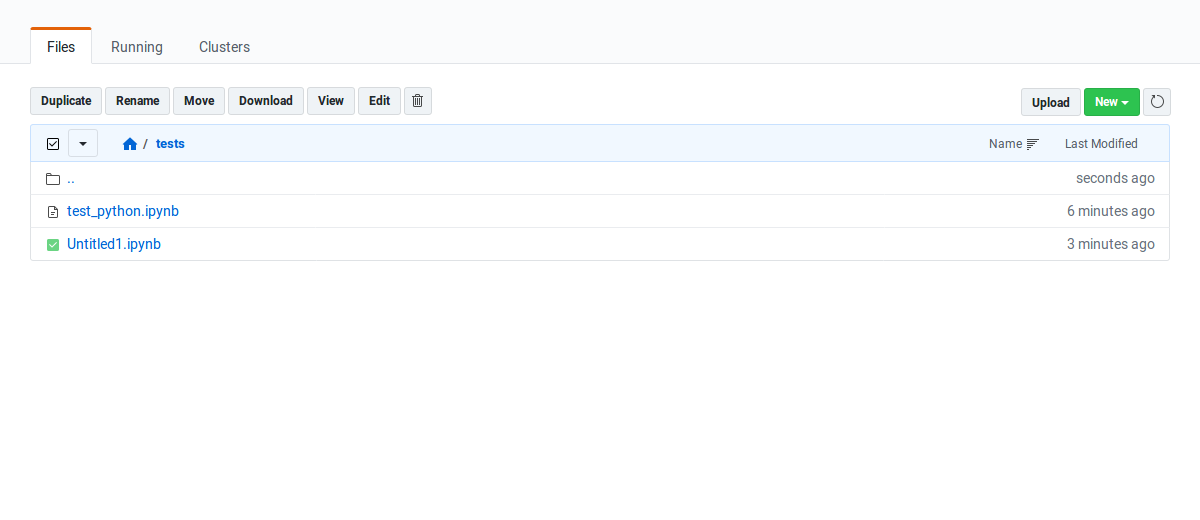 Files Running Clusters
Duplicate Rename Move Download View Edit Upload New
/ tests Name Last Modified
.. seconds ago
test_python.ipynb 6 minutes ago
Untitled1.ipynb 3 minutes ago